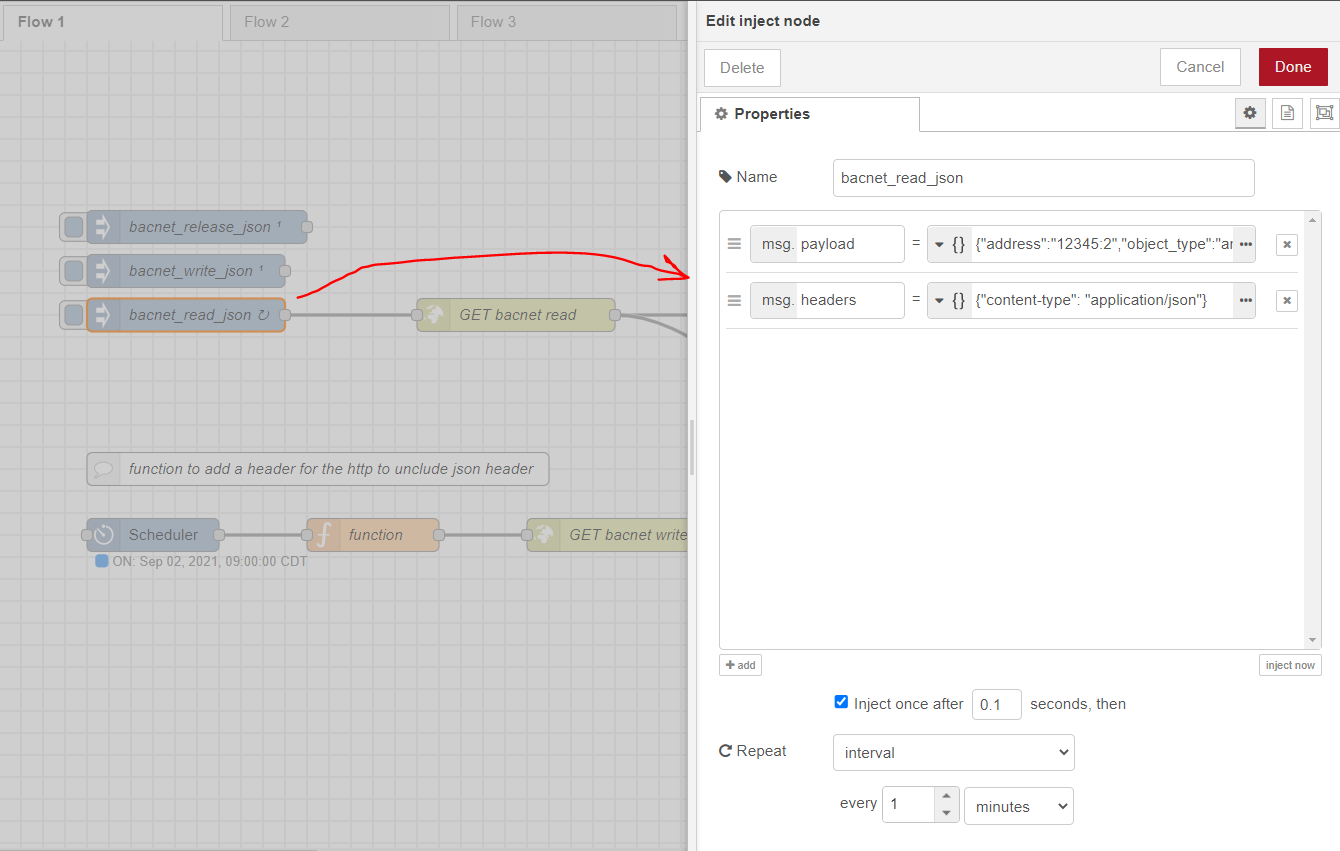 Flow 1
Flow 2
Flow 3
bacnet_release_json ¹
bacnet_write_json ¹
bacnet_read_json ↻
GET bacnet read
function to add a header for the http to unclude json header
Scheduler
function
GET bacnet write
ON: Sep 02, 2021, 09:00:00 CDT
Edit inject node
Delete
Cancel
Done
Properties
Name
bacnet_read_json
msg. payload = {} {"address":"12345:2","object_type":"ar •••
msg. headers = {} {"content-type": "application/json"} •••
add
inject now
Inject once after 0.1 seconds, then
Repeat
interval
every 1 minutes